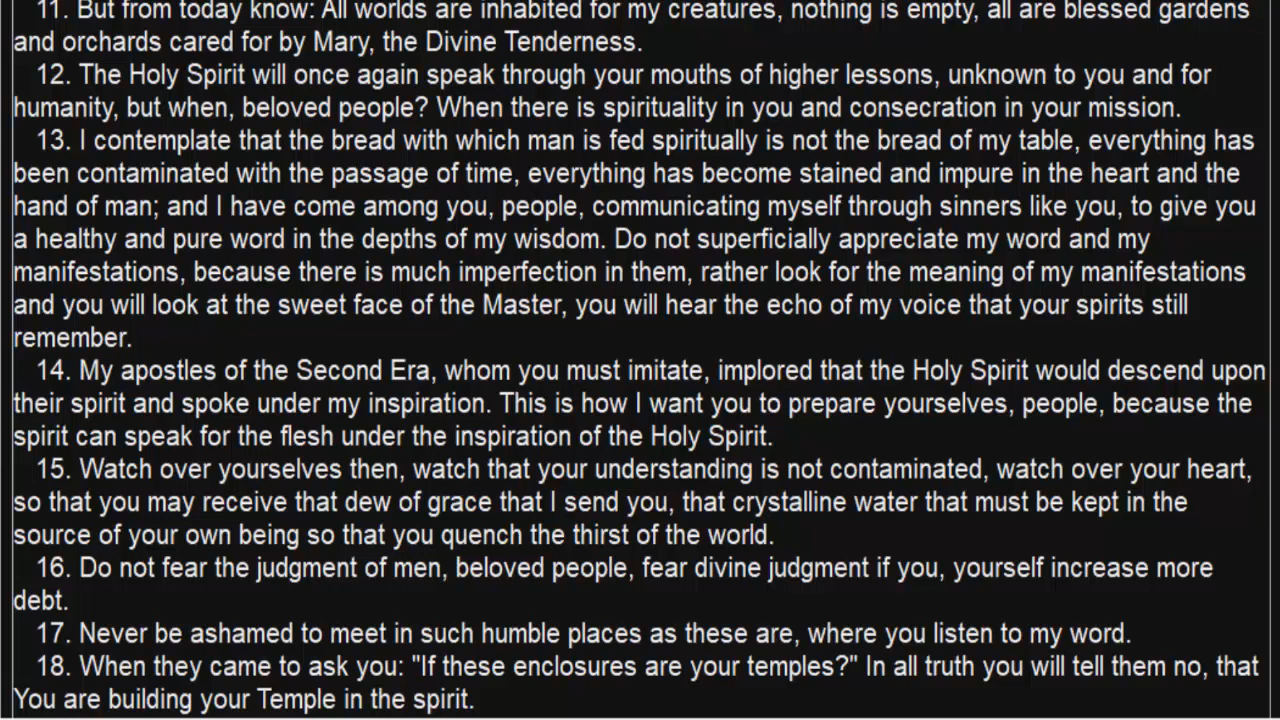 11. But from today know: All worlds are inhabited for my creatures, nothing is empty, all are blessed gardens
and orchards cared for by Mary, the Divine Tenderness.
12. The Holy Spirit will once again speak through your mouths of higher lessons, unknown to you and for
humanity, but when, beloved people? When there is spirituality in you and consecration in your mission.
13. I contemplate that the bread with which man is fed spiritually is not the bread of my table, everything has
been contaminated with the passage of time, everything has become stained and impure in the heart and the
hand of man; and I have come among you, people, communicating myself through sinners like you, to give you
a healthy and pure word in the depths of my wisdom. Do not superficially appreciate my word and my
manifestations, because there is much imperfection in them, rather look for the meaning of my manifestations
and you will look at the sweet face of the Master, you will hear the echo of my voice that your spirits still
remember.
14. My apostles of the Second Era, whom you must imitate, implored that the Holy Spirit would descend upon
their spirit and spoke under my inspiration. This is how I want you to prepare yourselves, people, because the
spirit can speak for the flesh under the inspiration of the Holy Spirit.
15. Watch over yourselves then, watch that your understanding is not contaminated, watch over your heart,
so that you may receive that dew of grace that I send you, that crystalline water that must be kept in the
source of your own being so that you quench the thirst of the world.
16. Do not fear the judgment of men, beloved people, fear divine judgment if you, yourself increase more
debt.
17. Never be ashamed to meet in such humble places as these are, where you listen to my word.
18. When they came to ask you: "If these enclosures are your temples?" In all truth you will tell them no, that
You are building your Temple in the spirit.